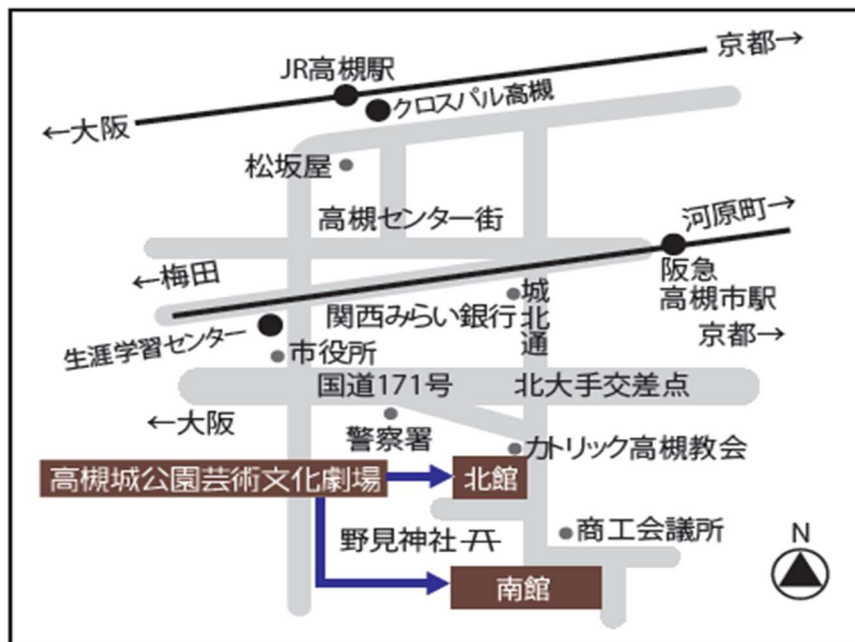 京都→
JR高槻駅
クロスパル高槻
←大阪
松坂屋
高槻センター街
河原町→
←梅田
阪急
高槻市駅
城北通
関西みらい銀行
京都→
生涯学習センター
市役所
国道171号
北大手交差点
←大阪
警察署
カトリック高槻教会
高槻城公園芸術文化劇場
北館
野見神社
商工会議所
N
南館